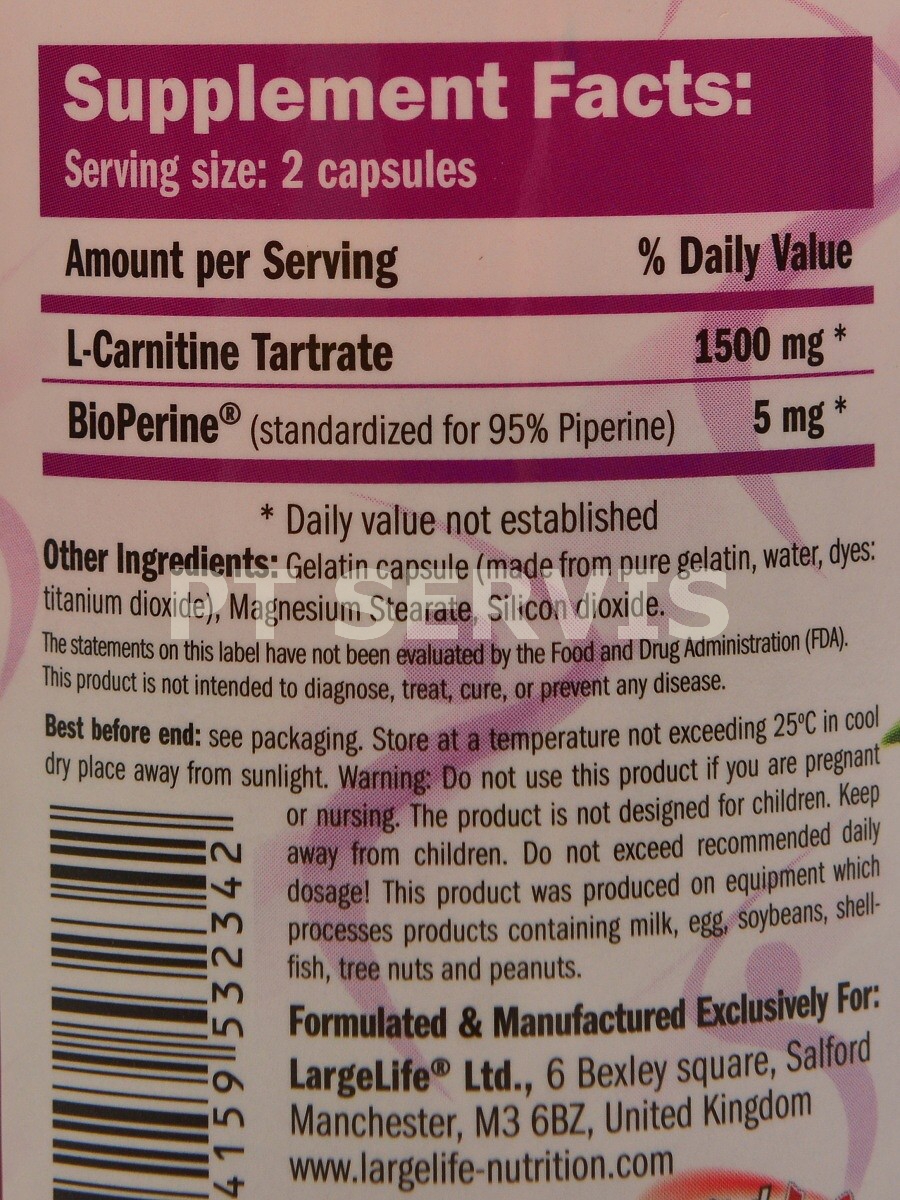 Supplement Facts:
Serving size: 2 capsules
Amount per Serving % Daily Value
L-Carnitine Tartrate 1500 mg *
BioPerine® (standardized for 95% Piperine) 5 mg *
* Daily value not established
Other Ingredients: Gelatin capsule (made from pure gelatin, water, dyes:
titanium dioxide), Magnesium Stearate, Silicon dioxide.
PT SERVIS
The statements on this label have not been evaluated by the Food and Drug Administration (FDA).
This product is not intended to diagnose, treat, cure, or prevent any disease.
Best before end: see packaging. Store at a temperature not exceeding 25ºC in cool
dry place away from sunlight. Warning: Do not use this product if you are pregnant
or nursing. The product is not designed for children. Keep
away from children. Do not exceed recommended daily
dosage! This product was produced on equipment which
processes products containing milk, egg, soybeans, shell-
fish, tree nuts and peanuts.
Formulated & Manufactured Exclusively For:
LargeLife® Ltd., 6 Bexley square, Salford
Manchester, M3 6BZ, United Kingdom
www.largelife-nutrition.com
4159 532342